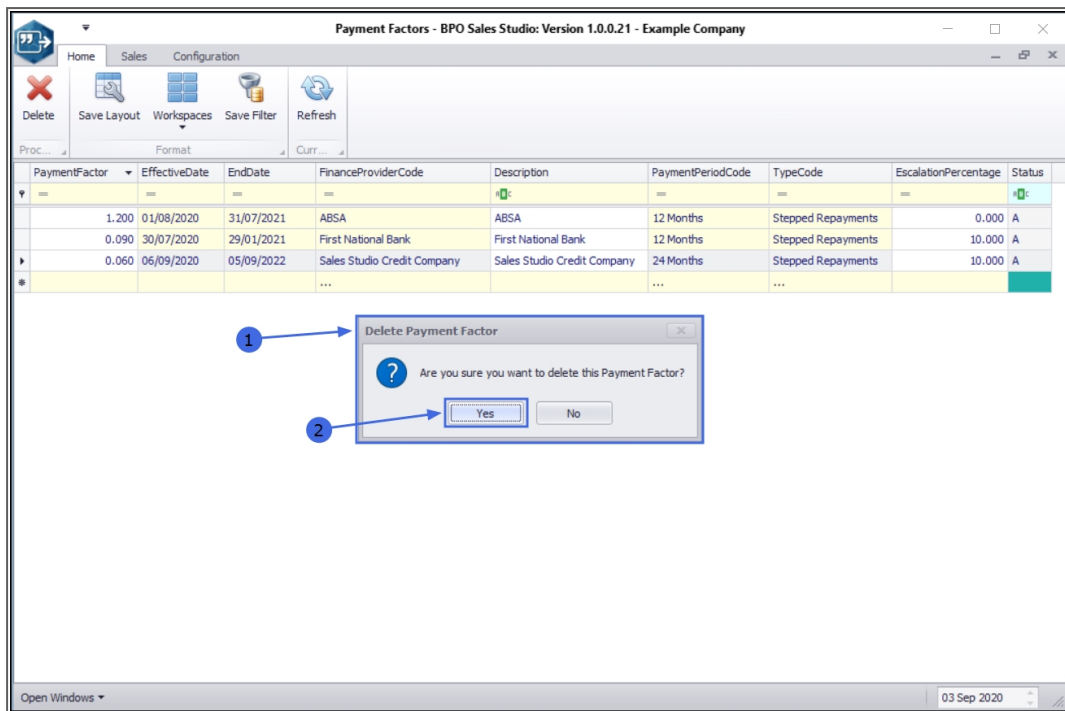 Payment Factors - BPO Sales Studio: Version 1.0.0.21 - Example Company
Home Sales Configuration
Delete Save Layout Workspaces Save Filter Refresh
Proc... Format Curr...
PaymentFactor EffectiveDate EndDate FinanceProviderCode Description PaymentPeriodCode TypeCode EscalationPercentage Status
= = = = = = =
1.200 01/08/2020 31/07/2021 ABSA ABSA 12 Months Stepped Repayments 0.000 A
0.090 30/07/2020 29/01/2021 First National Bank First National Bank 12 Months Stepped Repayments 10.000 A
0.060 06/09/2020 05/09/2022 Sales Studio Credit Company Sales Studio Credit Company 24 Months Stepped Repayments 10.000 A
... ... ...
1 Delete Payment Factor
Are you sure you want to delete this Payment Factor?
2 Yes No
Open Windows 03 Sep 2020